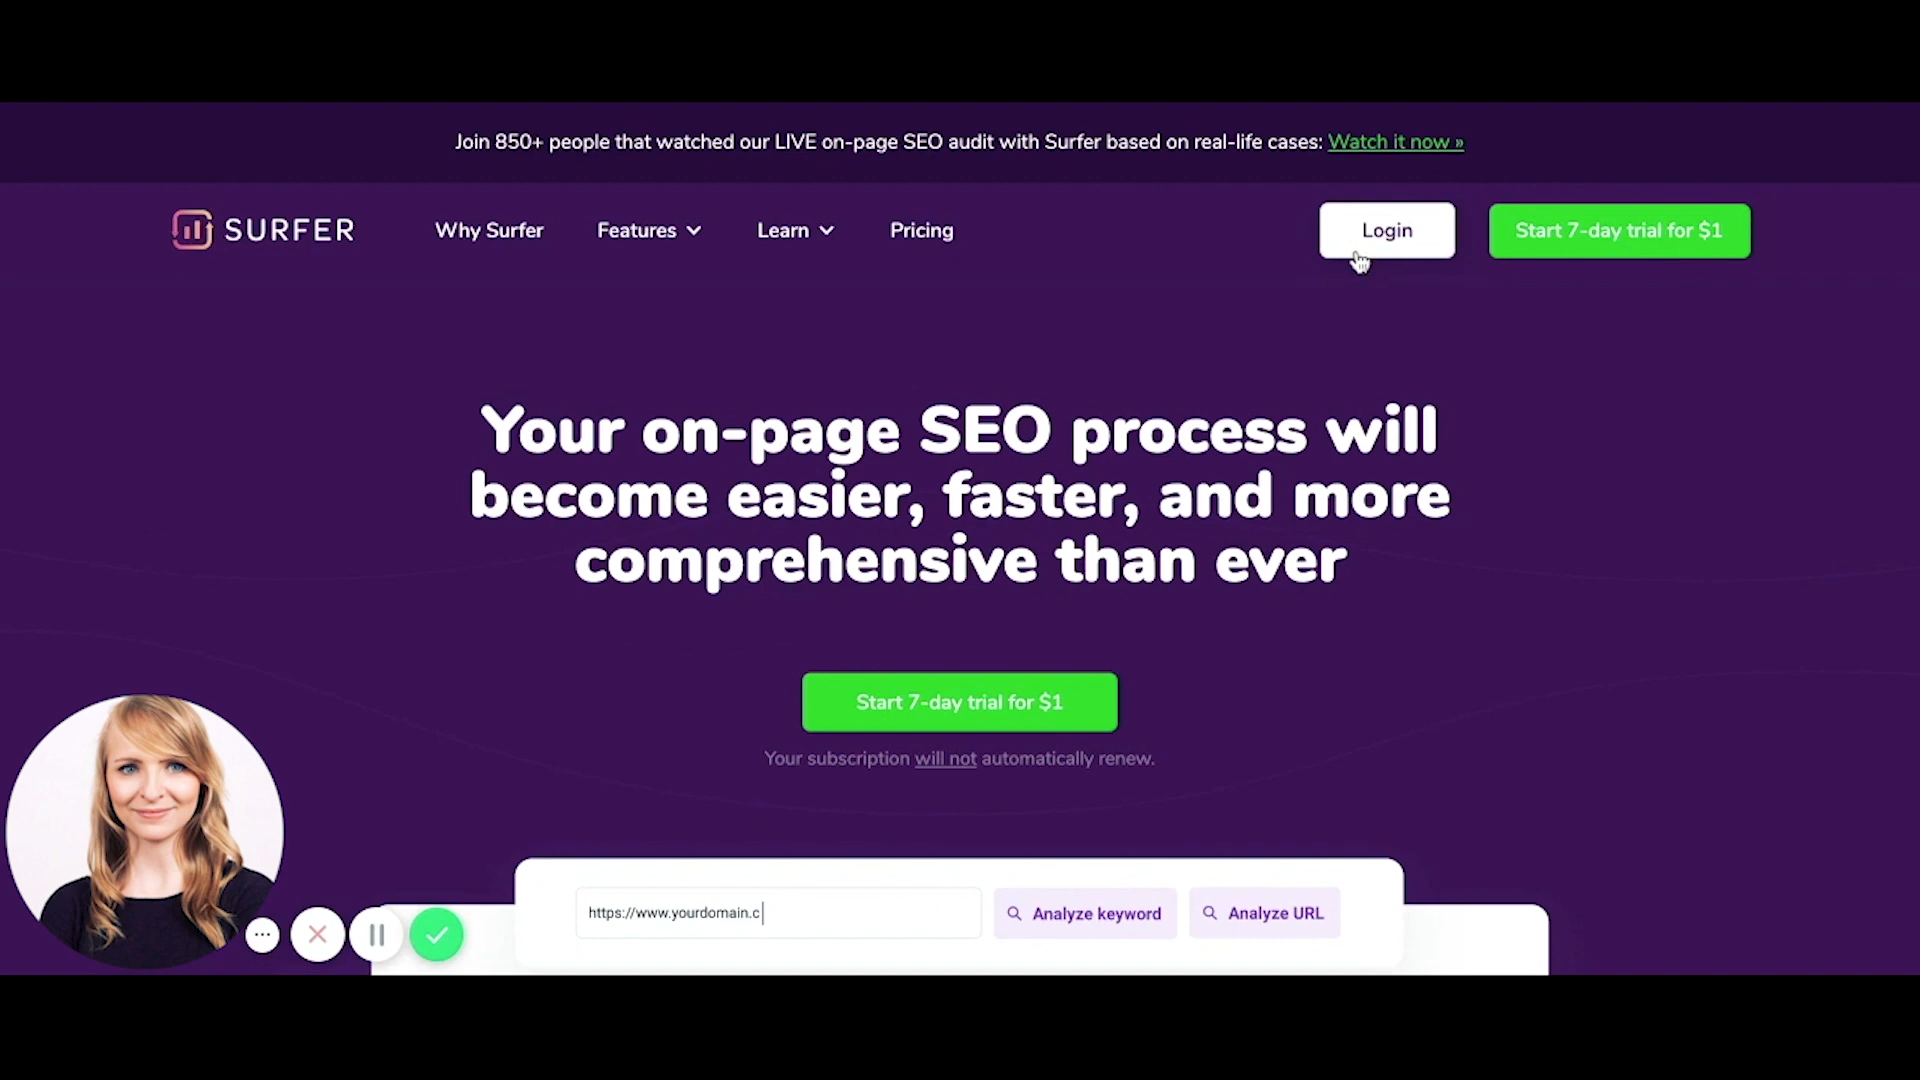 Join 850+ people that watched our LIVE on-page SEO audit with Surfer based on real-life cases: Watch it now »
SURFER
Why Surfer
Features
Learn
Pricing
Login
Start 7-day trial for $1
Your on-page SEO process will
become easier, faster, and more
comprehensive than ever
Start 7-day trial for $1
Your subscription will not automatically renew.
https://www.yourdomain.c
Analyze keyword
Analyze URL